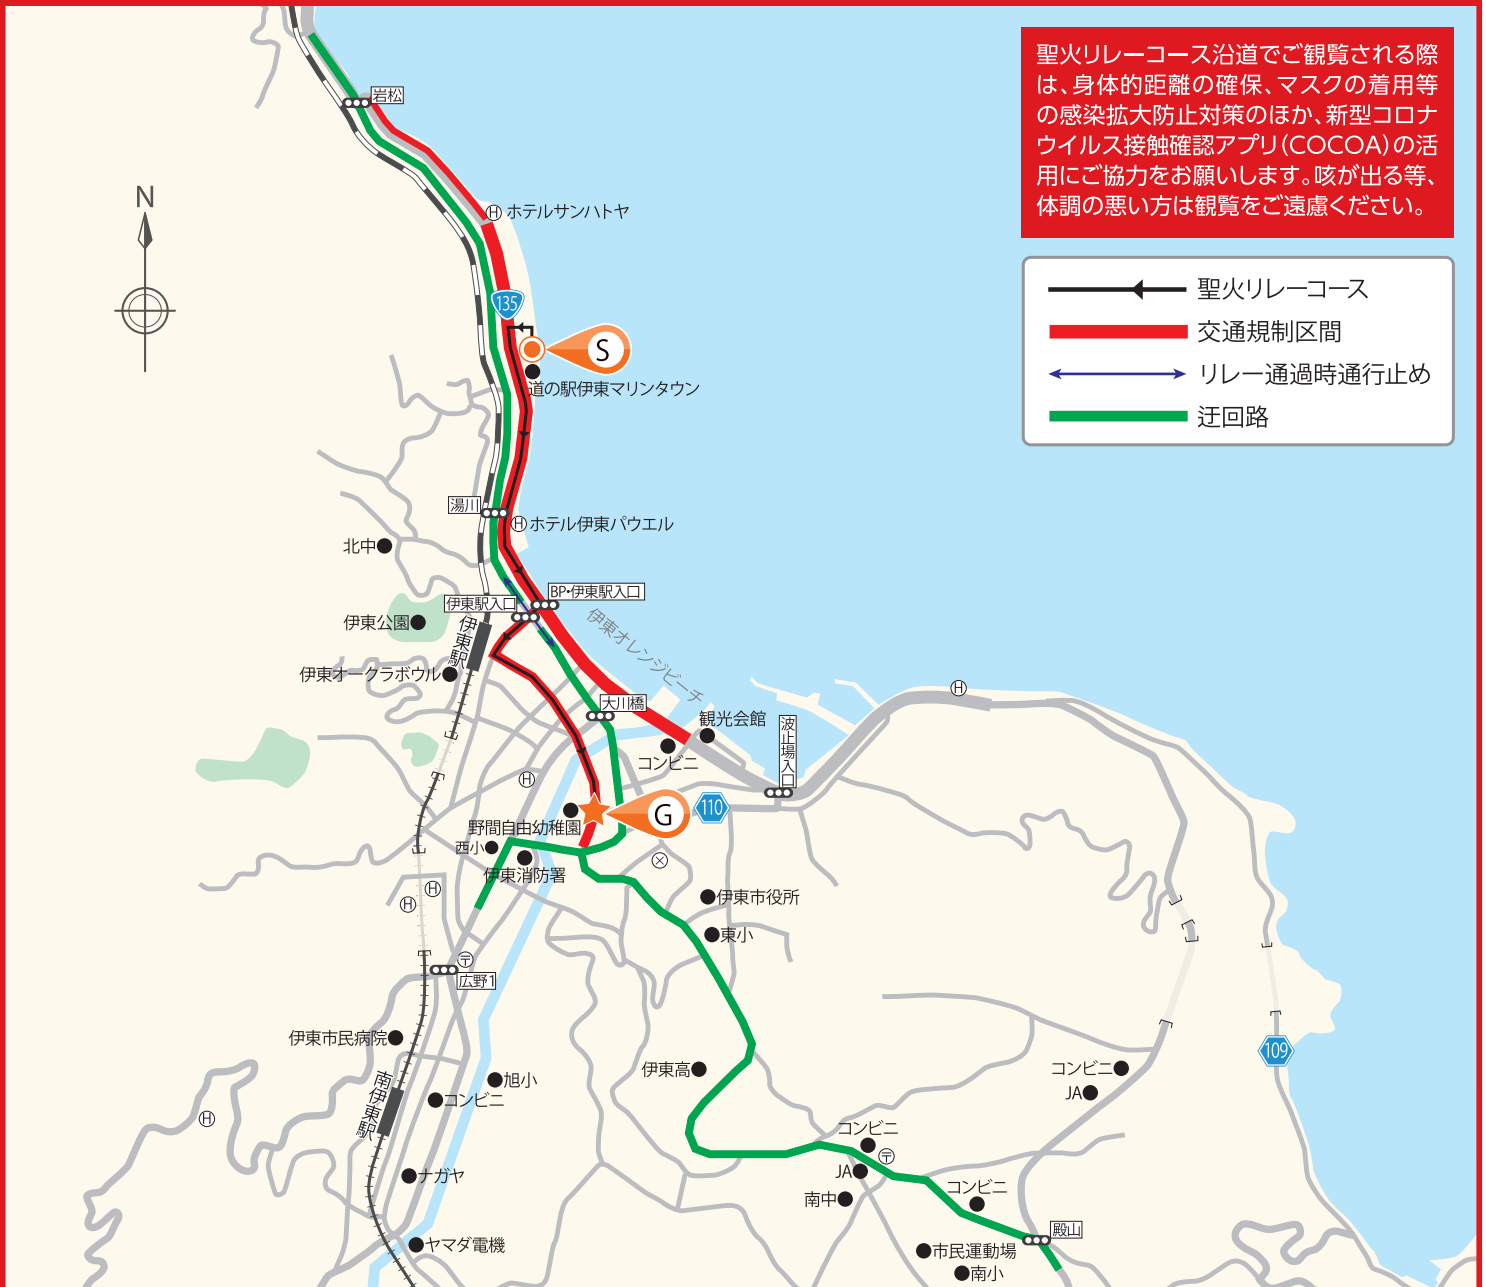 聖火リレーコース沿道でご観覧される際
は、身体的距離の確保、マスクの着用等
の感染拡大防止対策のほか、新型コロナ
ウイルス接触確認アプリ(COCOA)の活
用にご協力をお願いします。咳が出る等、
体調の悪い方は観覧をご遠慮ください。
聖火リレーコース
交通規制区間
リレー通過時通行止め
迂回路
N
岩松
H ホテルサンハトヤ
135
S
道の駅伊東マリンタウン
湯川
H ホテル伊東パウエル
北中
BP・伊東駅入口
伊東駅入口
伊東公園
伊東駅
伊東オレンジビーチ
伊東オークラボウル
大川橋
観光会館
コンビニ
波止場入口
H
H
G
110
野間自由幼稚園
西小
伊東消防署
H
H
伊東市役所
東小
〒
広野1
伊東市民病院
南伊東駅
旭小
コンビニ
伊東高
H
109
コンビニ
JA
コンビニ
〒
JA
南中
コンビニ
ナガヤ
殿山
ヤマダ電機
市民運動場
南小